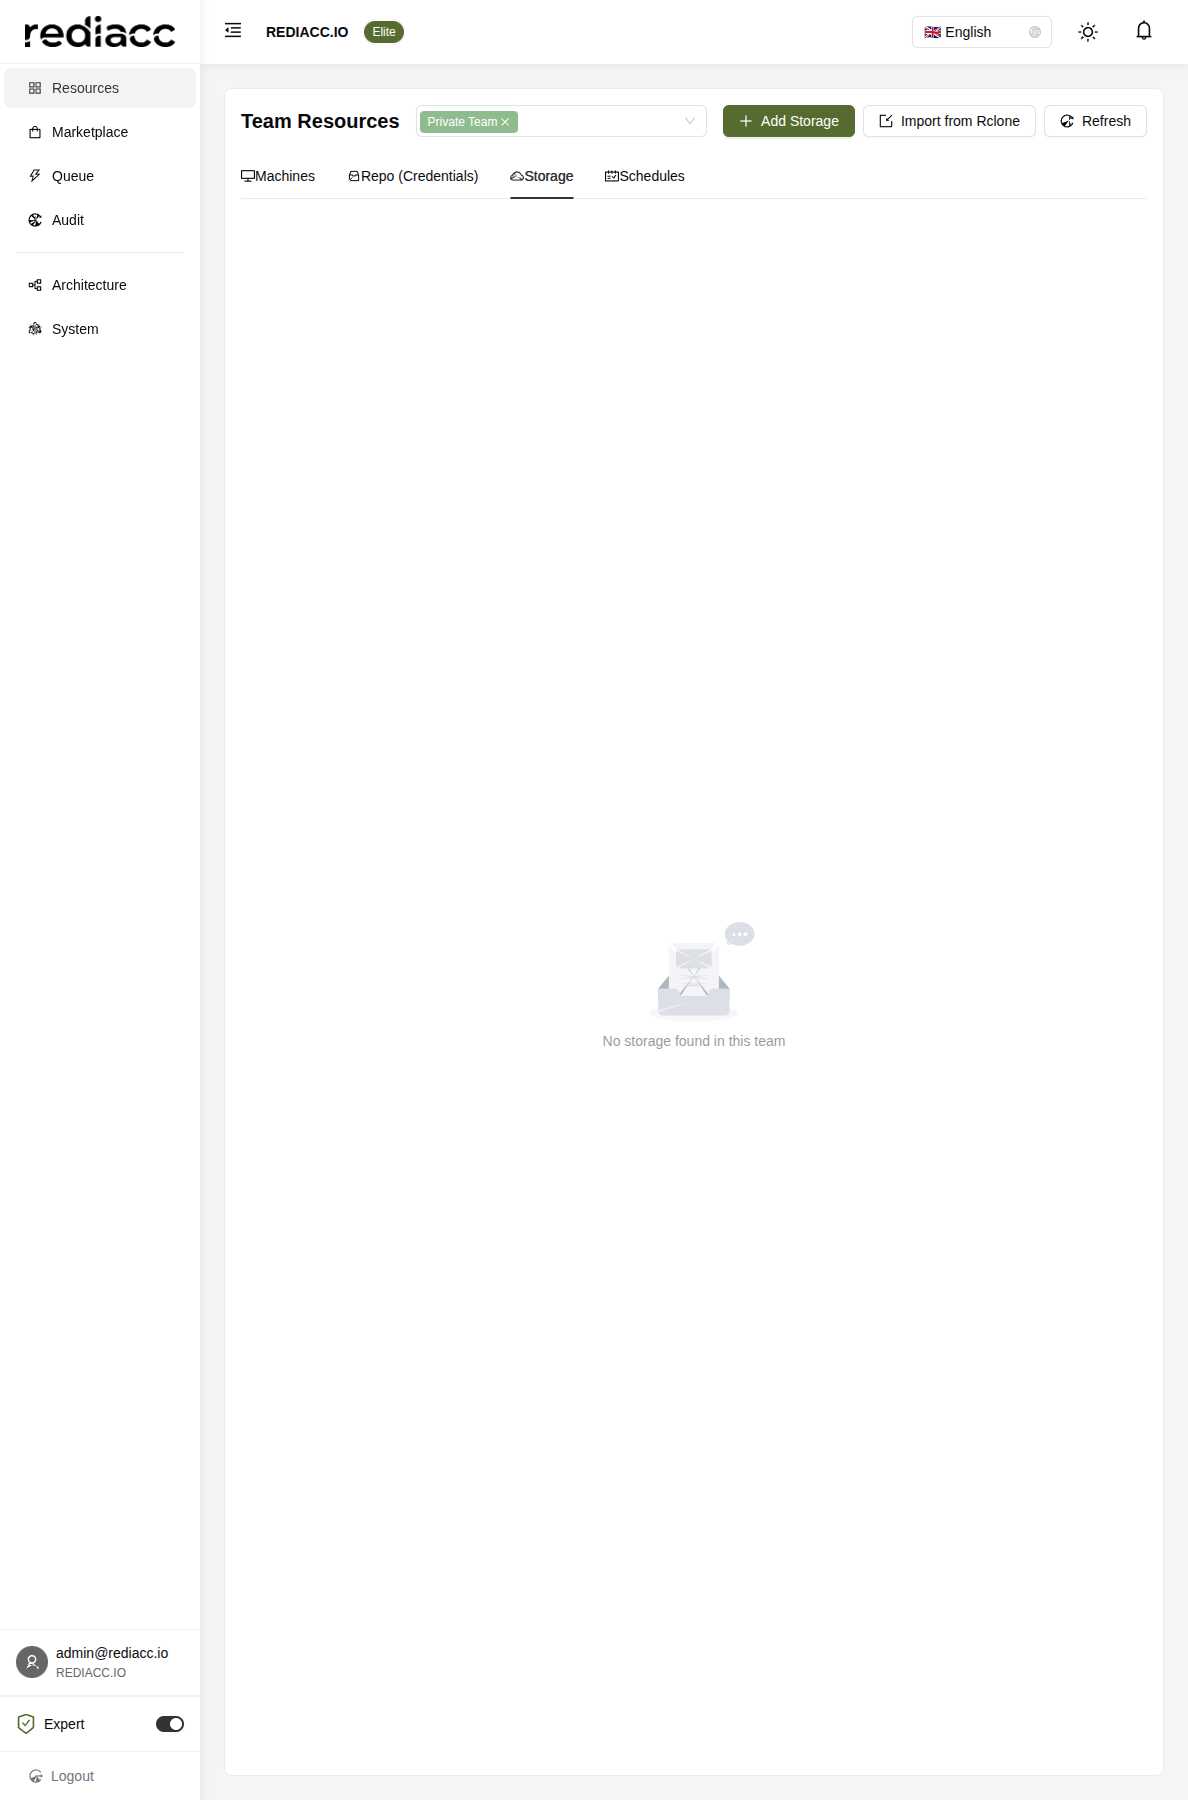 rediacc
REDIACC.IO
Elite
English
Resources
Marketplace
Queue
Audit
Architecture
System
Team Resources
Private Team
Add Storage
Import from Rclone
Refresh
Machines
Repo (Credentials)
Storage
Schedules
No storage found in this team
admin@rediacc.io
REDIACC.IO
Expert
Logout